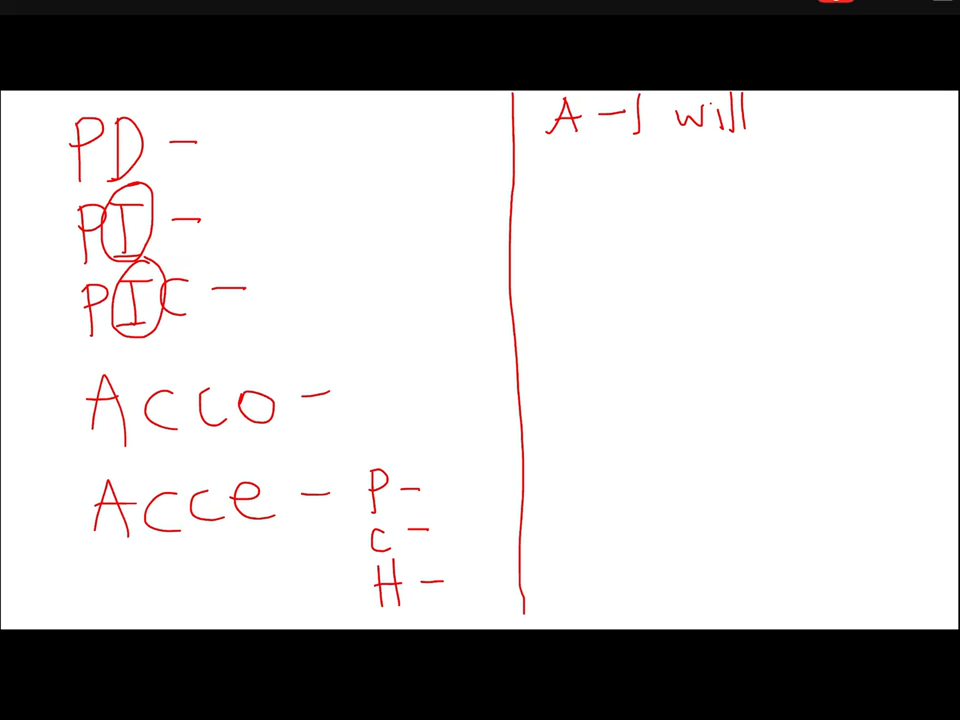 PD -
PI -
PIC -
Acco -
Acce - P -
C -
H -
A - I will